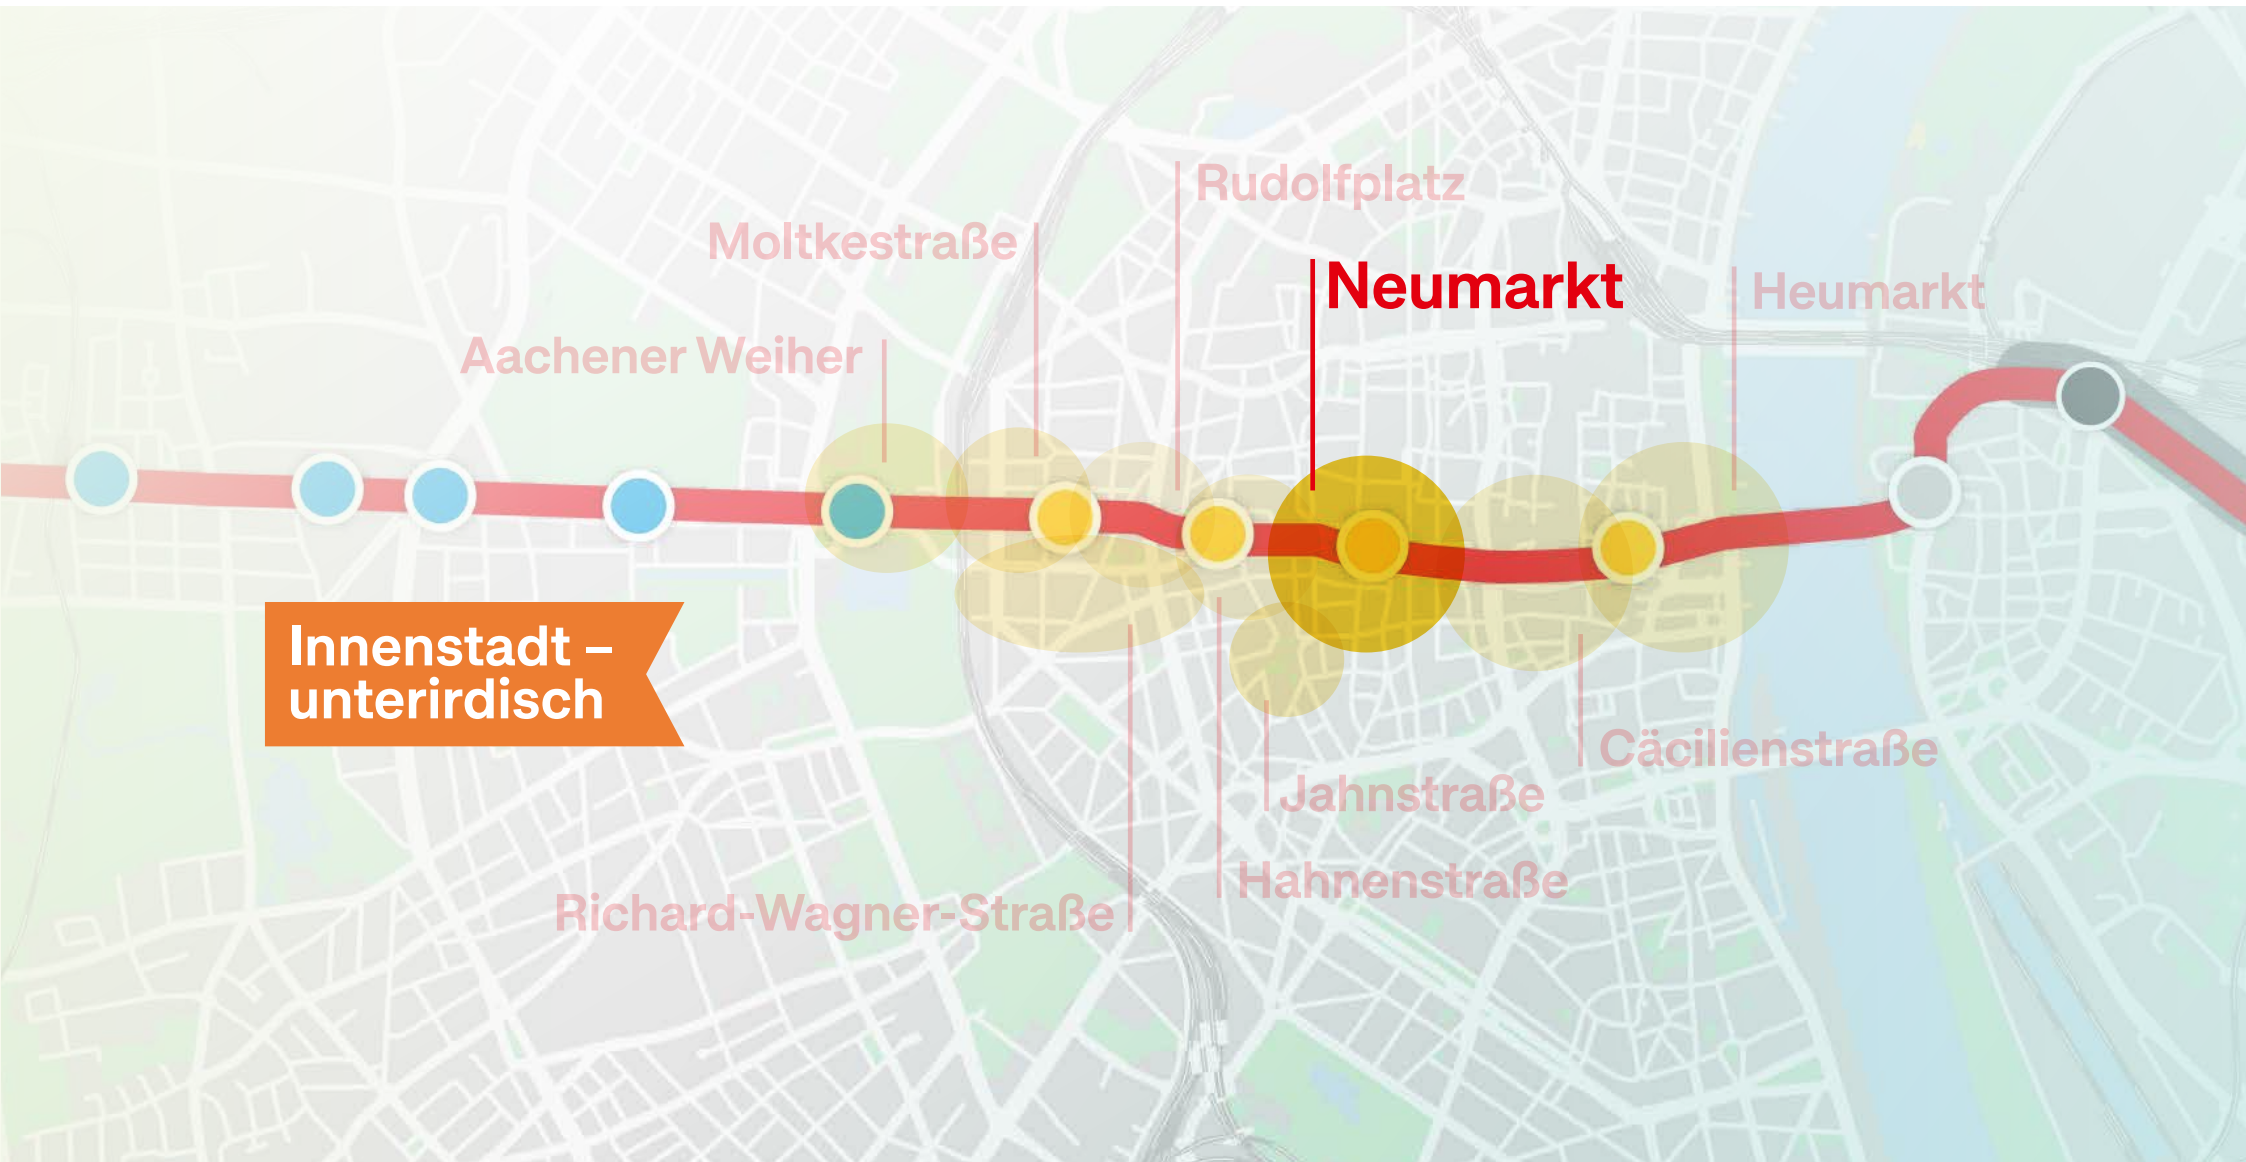 Rudolfplatz
Moltkestraße
Neumarkt
Heumarkt
Aachener Weiher
Innenstadt –
unterirdisch
Cäcilienstraße
Jahnstraße
Hahnenstraße
Richard-Wagner-Straße